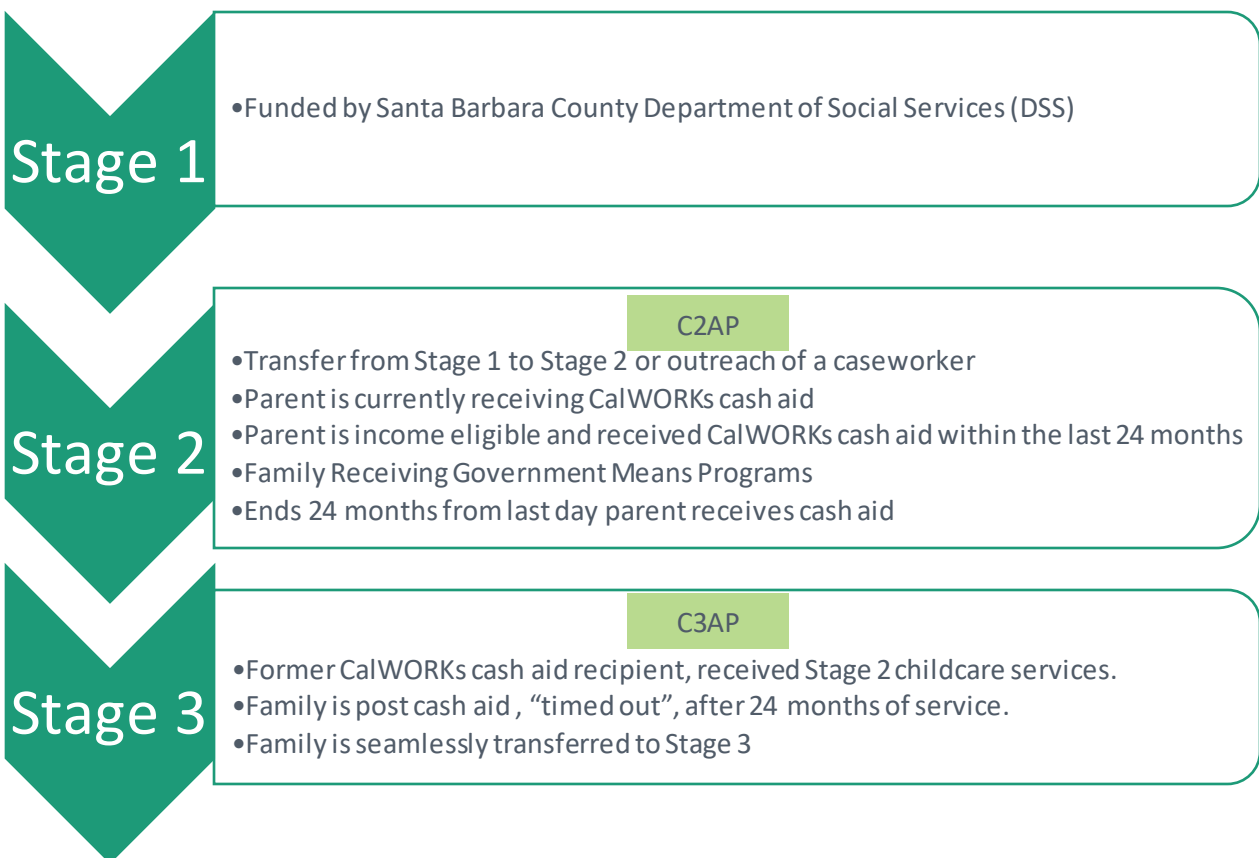 Stage 1
•Funded by Santa Barbara County Department of Social Services (DSS)
Stage 2
C2AP
•Transfer from Stage 1 to Stage 2 or outreach of a caseworker
•Parent is currently receiving CalWORKs cash aid
•Parent is income eligible and received CalWORKs cash aid within the last 24 months
•Family Receiving Government Means Programs
•Ends 24 months from last day parent receives cash aid
Stage 3
C3AP
•Former CalWORKs cash aid recipient, received Stage 2 childcare services.
•Family is post cash aid , “timed out”, after 24 months of service.
•Family is seamlessly transferred to Stage 3